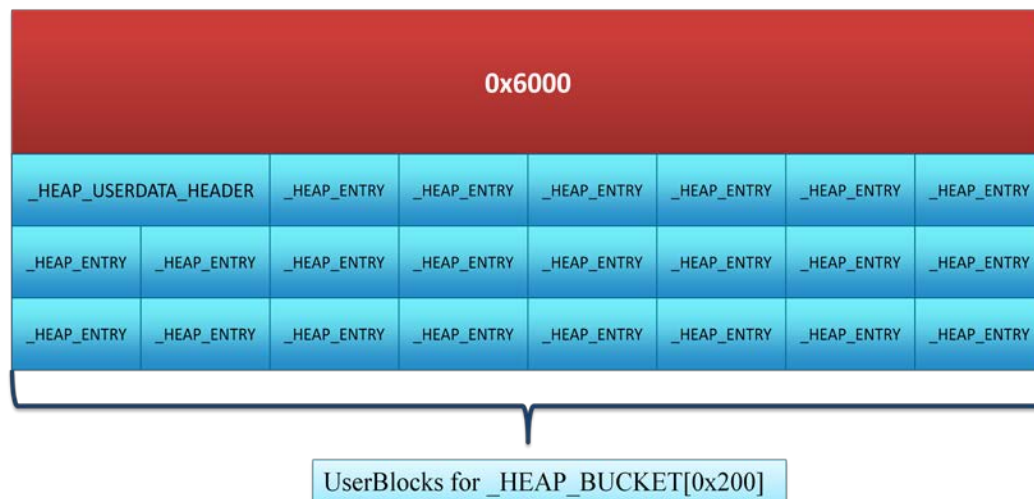 0x6000
_HEAP_USERDATA_HEADER _HEAP_ENTRY _HEAP_ENTRY _HEAP_ENTRY _HEAP_ENTRY _HEAP_ENTRY _HEAP_ENTRY
_HEAP_ENTRY _HEAP_ENTRY _HEAP_ENTRY _HEAP_ENTRY _HEAP_ENTRY _HEAP_ENTRY _HEAP_ENTRY _HEAP_ENTRY
_HEAP_ENTRY _HEAP_ENTRY _HEAP_ENTRY _HEAP_ENTRY _HEAP_ENTRY _HEAP_ENTRY _HEAP_ENTRY _HEAP_ENTRY
UserBlocks for _HEAP_BUCKET[0x200]